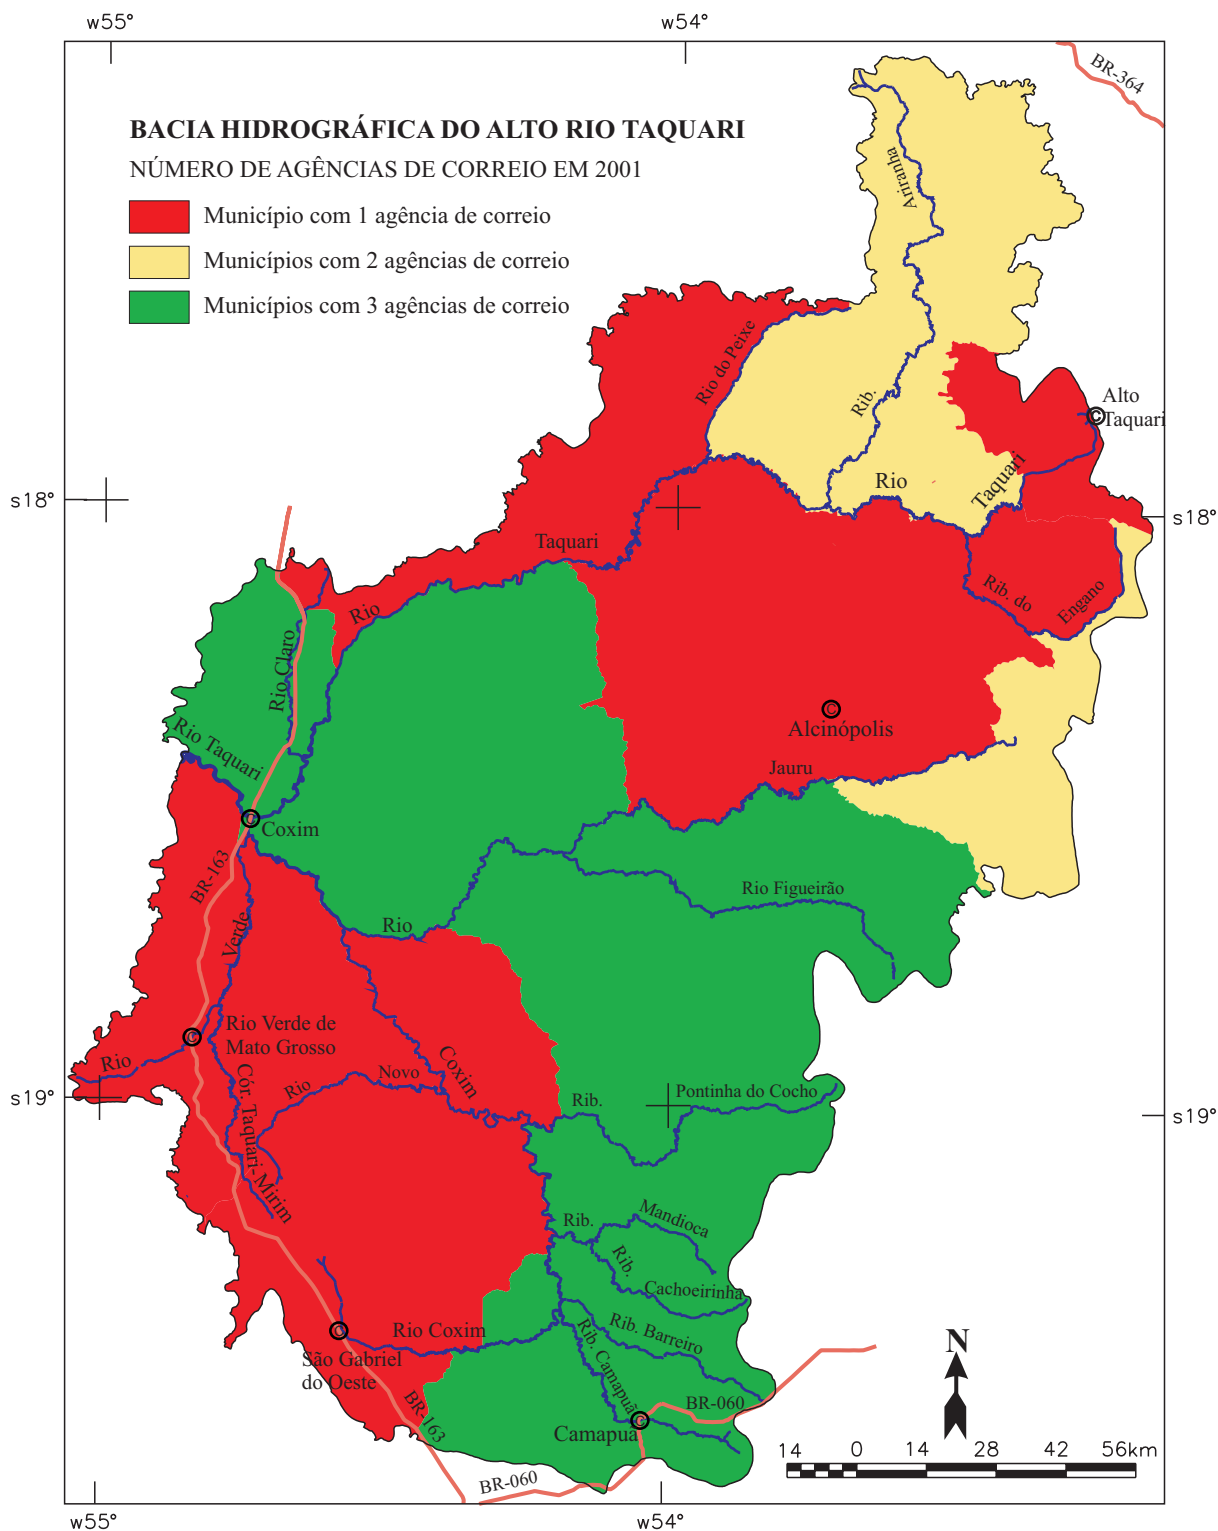 w55°
w54°
BR-364
BACIA HIDROGRÁFICA DO ALTO RIO TAQUARI
NÚMERO DE AGÊNCIAS DE CORREIO EM 2001
Município com 1 agência de correio
Municípios com 2 agências de correio
Municípios com 3 agências de correio
Ariranha
Rio do Peixe
Rib.
Alto
Taquari
Rio
Taquari
s18°
s18°
Taquari
Rio
Rib. do
Engano
Rio Claro
Rio Taquari
Alcinópolis
Jauru
Coxim
BR-163
Rio Figueirão
Verde
Rio
Rio Verde de
Mato Grosso
Rio
Cór. Taquari-Mirim
Rio
Novo
Coxim
Rib.
Pontinha do Cocho
s19°
s19°
Rib.
Mandioca
Rib.
Cachoeirinha
Rib. Barreiro
Rib. Camapuã
Rio Coxim
São Gabriel
do Oeste
BR-163
BR-060
Camapuã
BR-060
N
14 0 14 28 42 56km
w55°
w54°